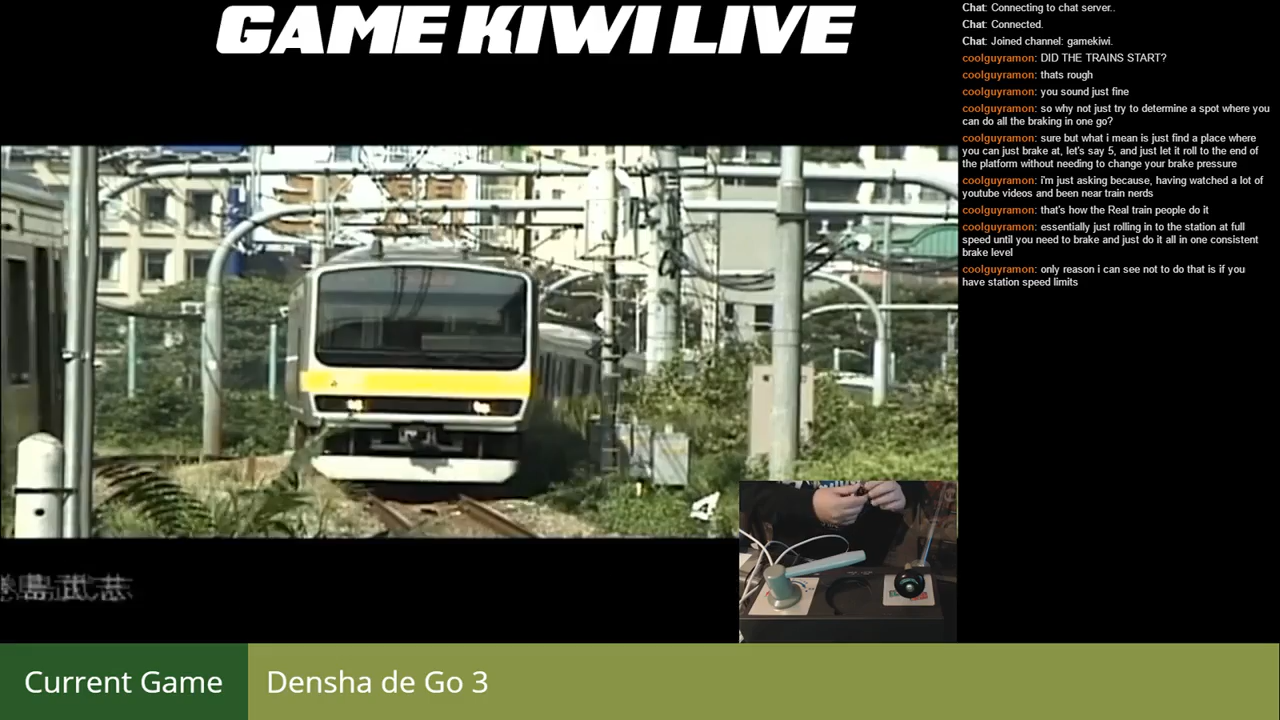 GAME KIWI LIVE
Chat: Connecting to chat server..
Chat: Connected.
Chat: Joined channel: gamekiwi.
coolguyramon: DID THE TRAINS START?
coolguyramon: thats rough
coolguyramon: you sound just fine
coolguyramon: so why not just try to determine a spot where you
can do all the braking in one go?
coolguyramon: sure but what i mean is just find a place where
you can just brake at, let's say 5, and just let it roll to the end of
the platform without needing to change your brake pressure
coolguyramon: i'm just asking because, having watched a lot of
youtube videos and been near train nerds
coolguyramon: that's how the Real train people do it
coolguyramon: essentially just rolling in to the station at full
speed until you need to brake and just do it all in one consistent
brake level
coolguyramon: only reason i can see not to do that is if you
have station speed limits
4
Current Game
Densha de Go 3